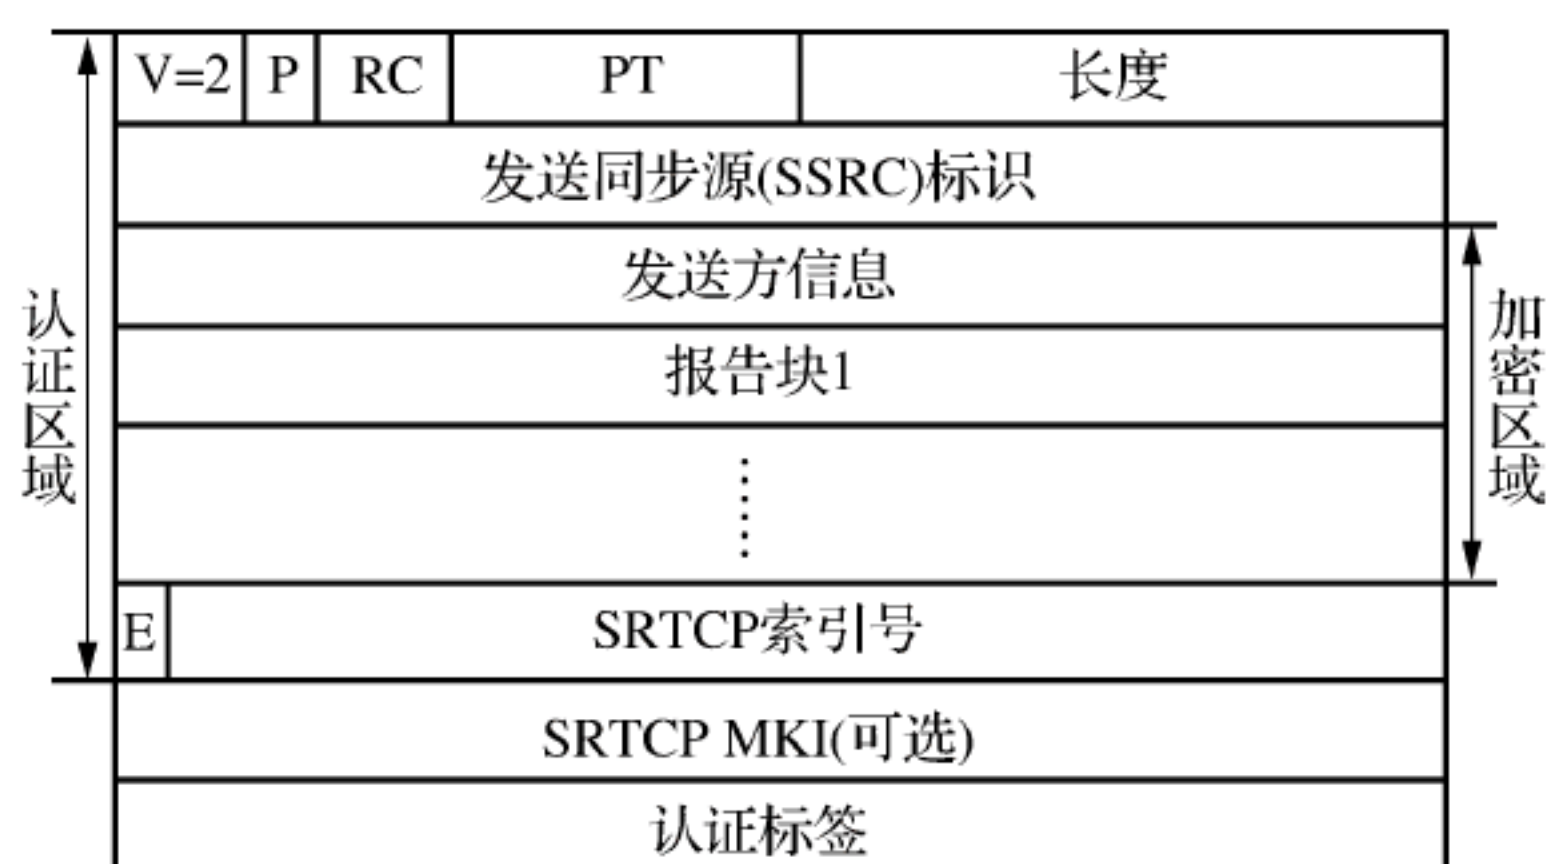 V=2 P RC PT 长度
发送同步源(SSRC)标识
发送方信息
报告块1
认证区域
加密区域
E SRTCP索引号
SRTCP MKI(可选)
认证标签